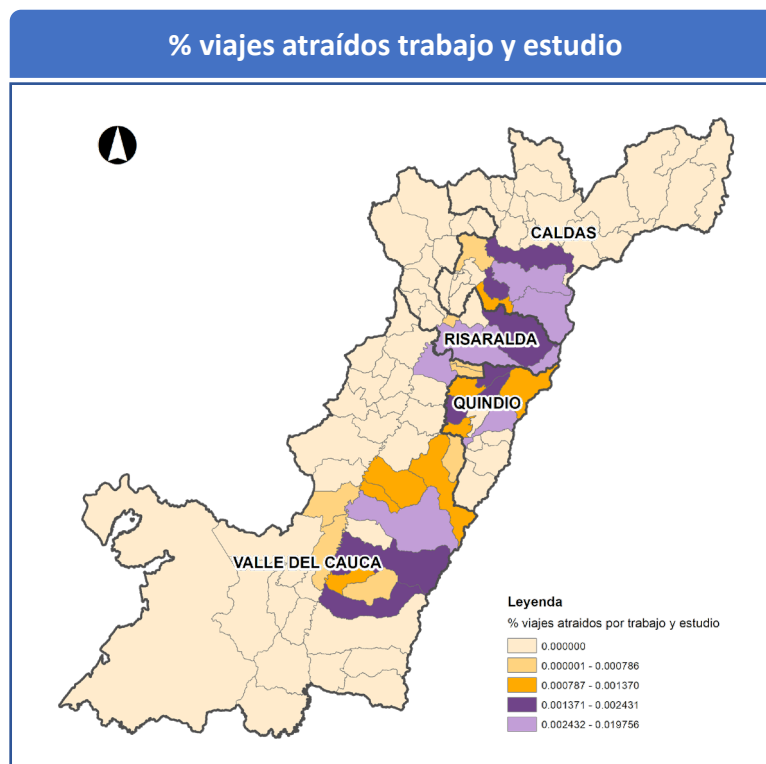 % viajes atraídos trabajo y estudio
CALDAS
RISARALDA
QUINDIO
VALLE DEL CAUCA
Leyenda
% viajes atraidos por trabajo y estudio
0.000000
0.000001 - 0.000786
0.000787 - 0.001370
0.001371 - 0.002431
0.002432 - 0.019756